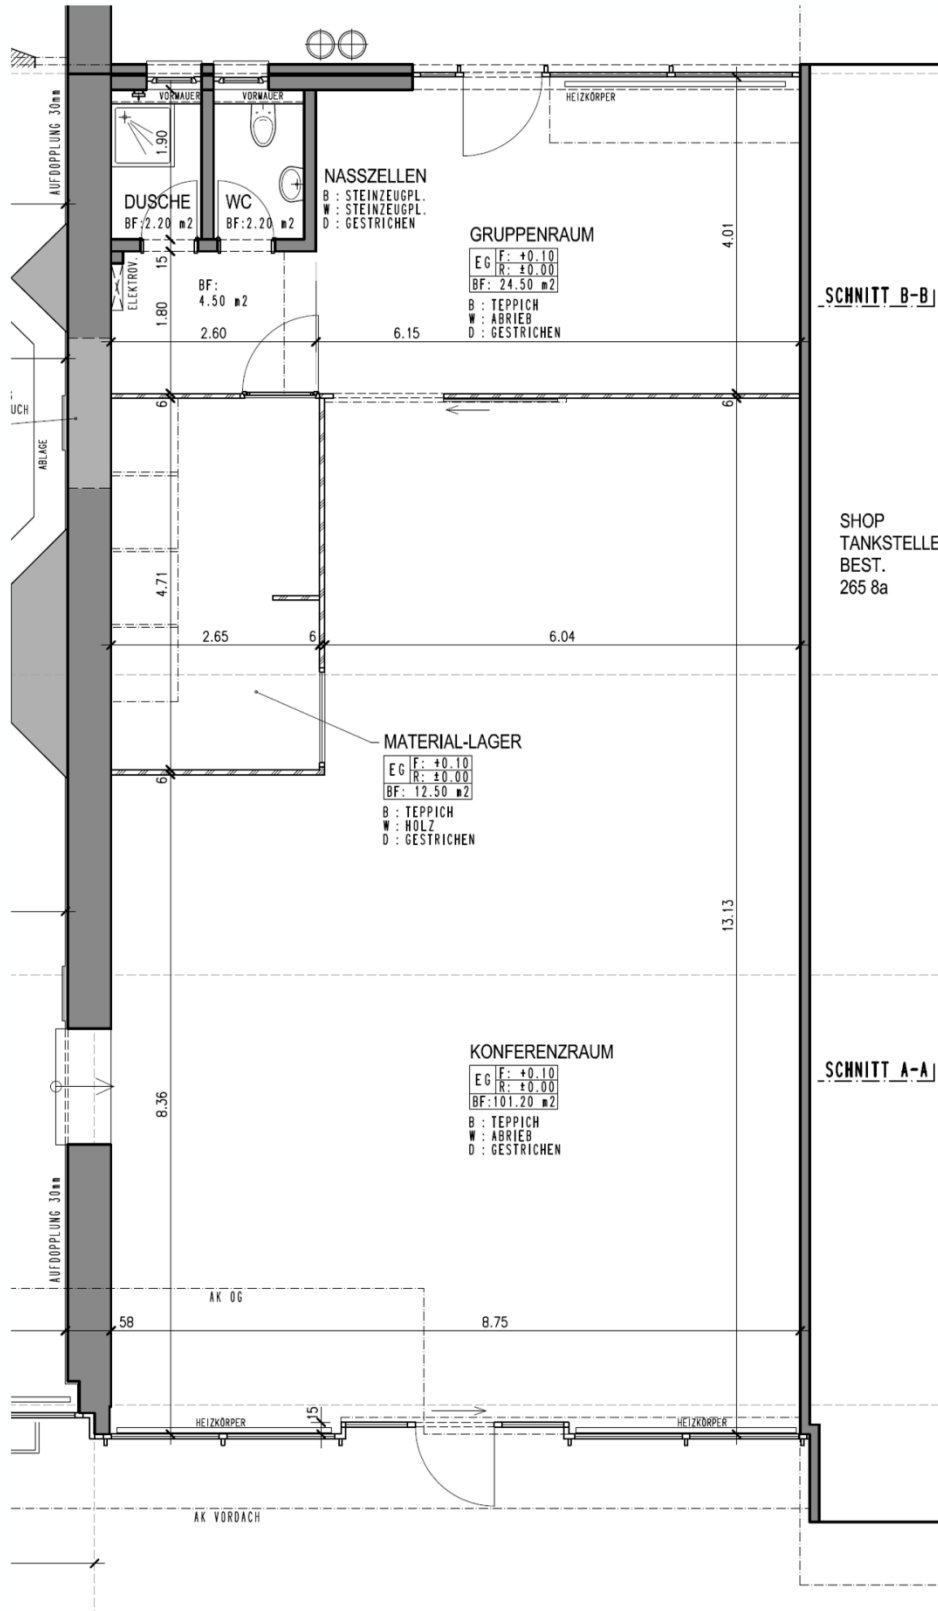 AUFDOPPLUNG 30mm
VORMAUER
VORMAUER
HEIZKÖRPER
1.90
DUSCHE
BF:2.20 m2
WC
BF:2.20 m2
NASSZELLEN
B : STEINZEUGPL.
W : STEINZEUGPL.
D : GESTRICHEN
GRUPPENRAUM
EG F: +0.10
R: ±0.00
BF: 24.50 m2
B : TEPPICH
W : ABRIEB
D : GESTRICHEN
4.01
15
ELEKTROV.
BF:
4.50 m2
1.80
2.60
6.15
SCHNITT B-B
6
6
UCH
ABLAGE
SHOP
TANKSTELLE
BEST.
265 8a
4.71
2.65
6
6.04
MATERIAL-LAGER
EG F: +0.10
R: ±0.00
BF: 12.50 m2
B : TEPPICH
W : HOLZ
D : GESTRICHEN
6
13.13
KONFERENZRAUM
EG F: +0.10
R: ±0.00
BF:101.20 m2
B : TEPPICH
W : ABRIEB
D : GESTRICHEN
SCHNITT A-A
8.36
AUFDOPPLUNG 30mm
AK OG
58
8.75
HEIZKÖRPER
15
HEIZKÖRPER
AK VORDACH